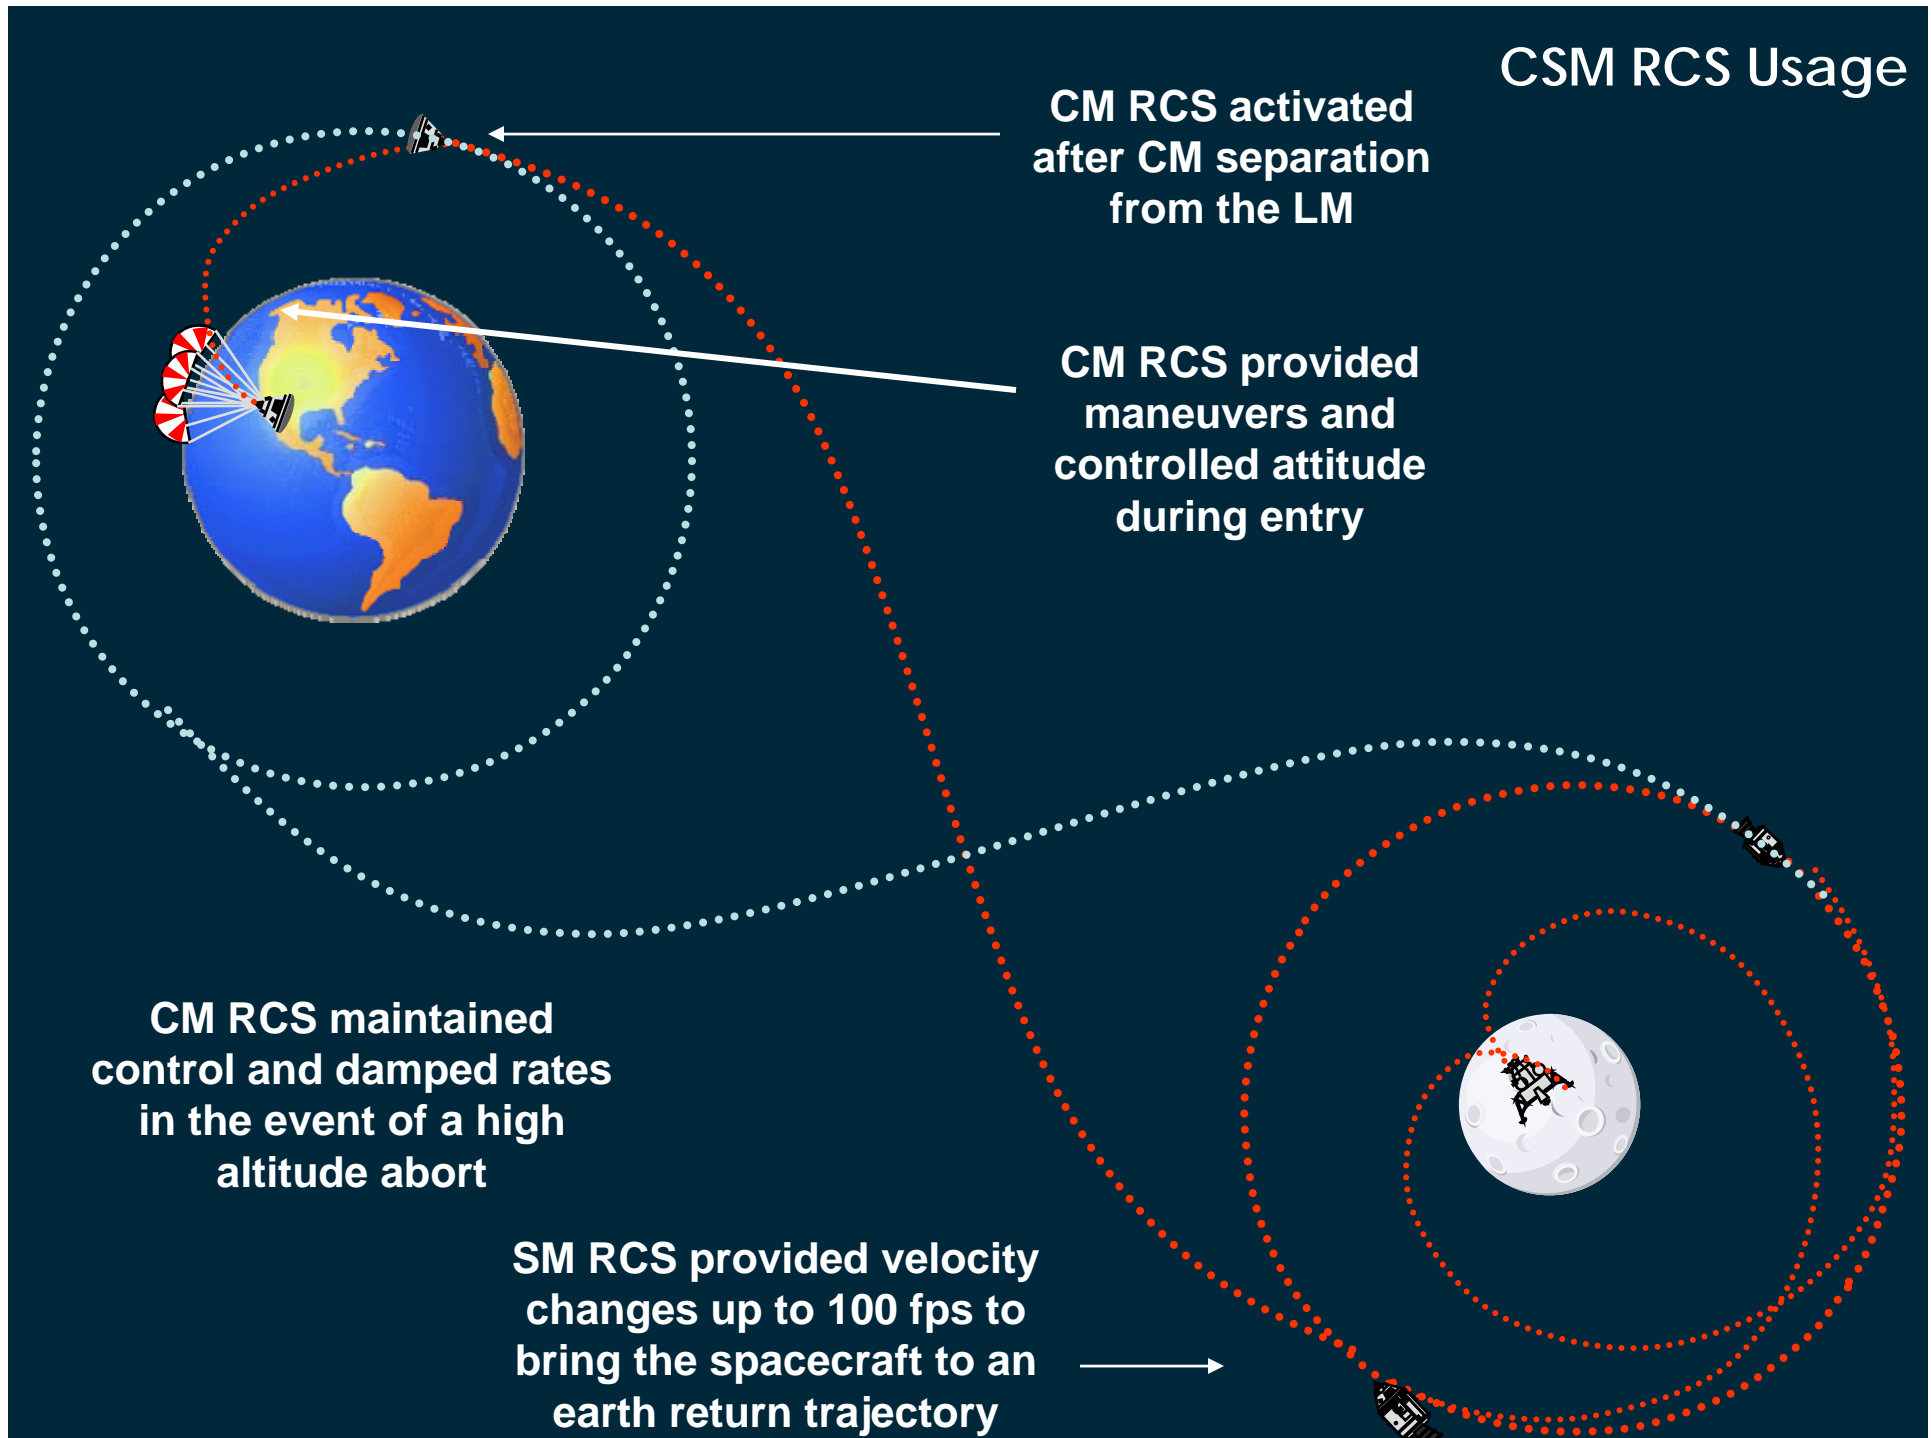 CSM RCS Usage
CM RCS activated
after CM separation
from the LM
CM RCS provided
maneuvers and
controlled attitude
during entry
CM RCS maintained
control and damped rates
in the event of a high
altitude abort
SM RCS provided velocity
changes up to 100 fps to
bring the spacecraft to an
earth return trajectory